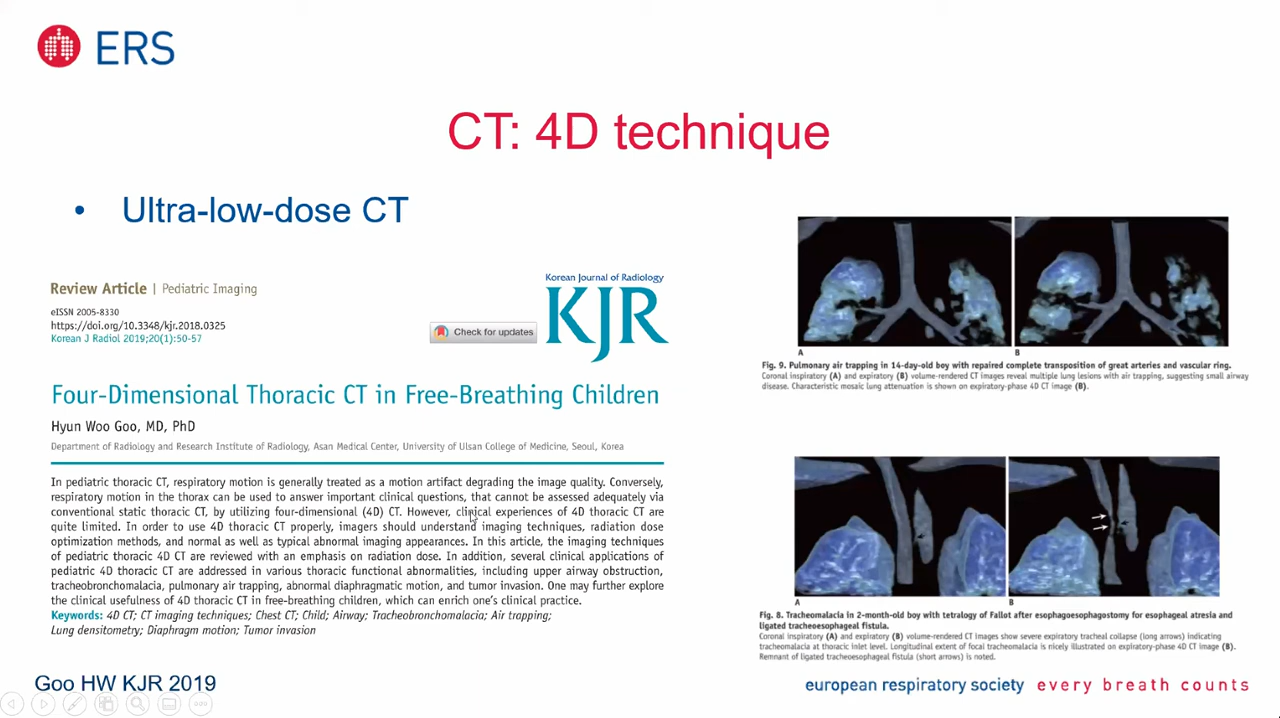 ERS
CT: 4D technique
• Ultra-low-dose CT
Review Article | Pediatric Imaging
eISSN 2005-8330
https://doi.org/10.3348/kjr.2018.0325
Korean J Radiol 2019;20(1):50-57
Check for updates
Korean Journal of Radiology
KJR
Four-Dimensional Thoracic CT in Free-Breathing Children
Hyun Woo Goo, MD, PhD
Department of Radiology and Research Institute of Radiology, Asan Medical Center, University of Ulsan College of Medicine, Seoul, Korea
In pediatric thoracic CT, respiratory motion is generally treated as a motion artifact degrading the image quality. Conversely,
respiratory motion in the thorax can be used to answer important clinical questions, that cannot be assessed adequately via
conventional static thoracic CT, by utilizing four-dimensional (4D) CT. However, clinical experiences of 4D thoracic CT are
quite limited. In order to use 4D thoracic CT properly, imagers should understand imaging techniques, radiation dose
optimization methods, and normal as well as typical abnormal imaging appearances. In this article, the imaging techniques
of pediatric thoracic 4D CT are reviewed with an emphasis on radiation dose. In addition, several clinical applications of
pediatric 4D thoracic CT are addressed in various thoracic functional abnormalities, including upper airway obstruction,
tracheobronchomalacia, pulmonary air trapping, abnormal diaphragmatic motion, and tumor invasion. One may further explore
the clinical usefulness of 4D thoracic CT in free-breathing children, which can enrich one's clinical practice.
Keywords: 4D CT; CT imaging techniques; Chest CT; Child; Airway; Tracheobronchomalacia; Air trapping;
Lung densitometry; Diaphragm motion; Tumor invasion
Goo HW KJR 2019
A B
Fig. 9. Pulmonary air trapping in 14-day-old boy with repaired complete transposition of great arteries and vascular ring.
Coronal inspiratory (A) and expiratory (B) volume-rendered CT images reveal multiple lung lesions with air trapping, suggesting small airway
disease. Characteristic mosaic lung attenuation is shown on expiratory-phase 4D CT image (B).
A B
Fig. 8. Tracheomalacia in 2-month-old boy with tetralogy of Fallot after esophagoesophagostomy for esophageal atresia and
ligated tracheoesophageal fistula.
Coronal inspiratory (A) and expiratory (B) volume-rendered CT images show severe expiratory tracheal collapse (long arrows) indicating
tracheomalacia at thoracic inlet level. Longitudinal extent of focal tracheomalacia is nicely illustrated on expiratory-phase 4D CT image (B).
Remnant of ligated tracheoesophageal fistula (short arrows) is noted.
european respiratory society every breath counts